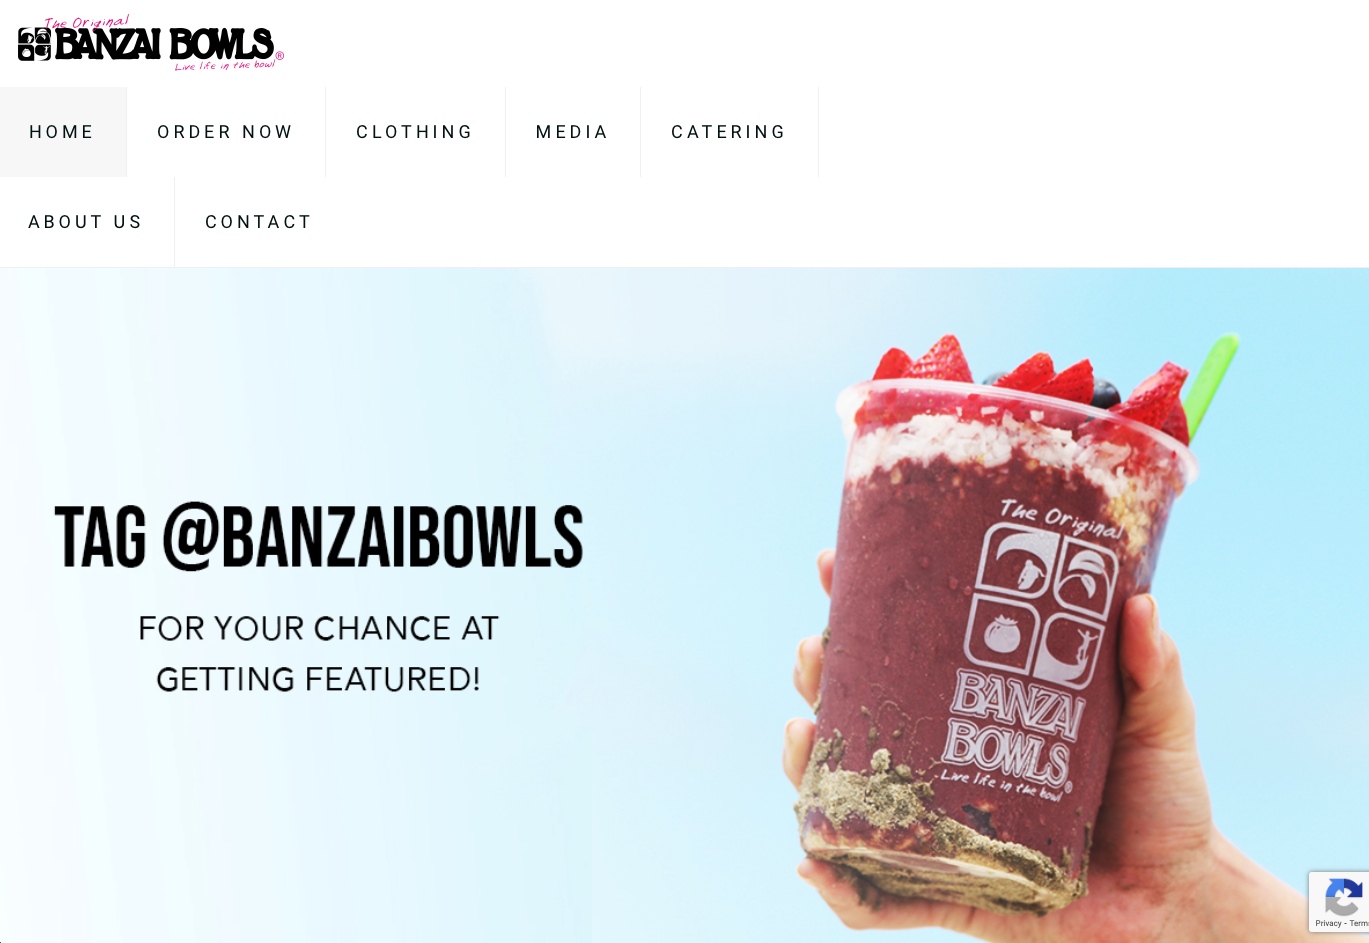 The Original
BANZAI BOWLS®
Live life in the bowl
HOME
ORDER NOW
CLOTHING
MEDIA
CATERING
ABOUT US
CONTACT
TAG @BANZAIBOWLS
FOR YOUR CHANCE AT
GETTING FEATURED!
The Original
BANZAI
BOWLS®
Live life in the bowl
Privacy - Terms